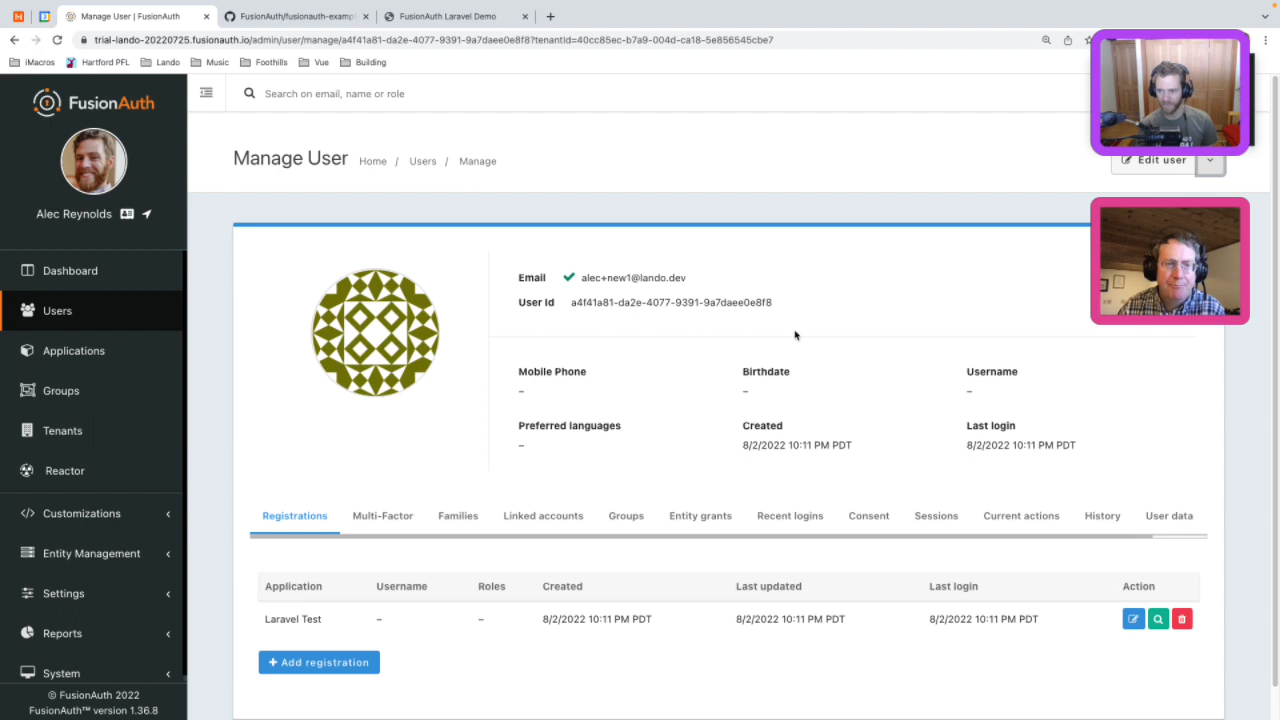 Manage User | FusionAuth
FusionAuth/fusionauth-exampl
FusionAuth Laravel Demo
trial-lando-20220725.fusionauth.io/admin/user/manage/a4f41a81-da2e-4077-9391-9a7daee0e8f8?tenantId=40cc85ec-b7a9-004d-ca18-5e856545cbe7
iMacros
Hartford PFL
Lando
Music
Foothills
Vue
Building
FusionAuth
Search on email, name or role
Alec Reynolds
Manage User Home / Users / Manage
Edit user
Dashboard
Users
Applications
Groups
Tenants
Reactor
Customizations
Entity Management
Settings
Reports
System
© FusionAuth 2022
FusionAuth™ version 1.36.8
Email alec+new1@lando.dev
User Id a4f41a81-da2e-4077-9391-9a7daee0e8f8
Mobile Phone Birthdate Username
– – –
Preferred languages Created Last login
– 8/2/2022 10:11 PM PDT 8/2/2022 10:11 PM PDT
Registrations Multi-Factor Families Linked accounts Groups Entity grants Recent logins Consent Sessions Current actions History User data
Application Username Roles Created Last updated Last login Action
Laravel Test – – 8/2/2022 10:11 PM PDT 8/2/2022 10:11 PM PDT 8/2/2022 10:11 PM PDT
+ Add registration